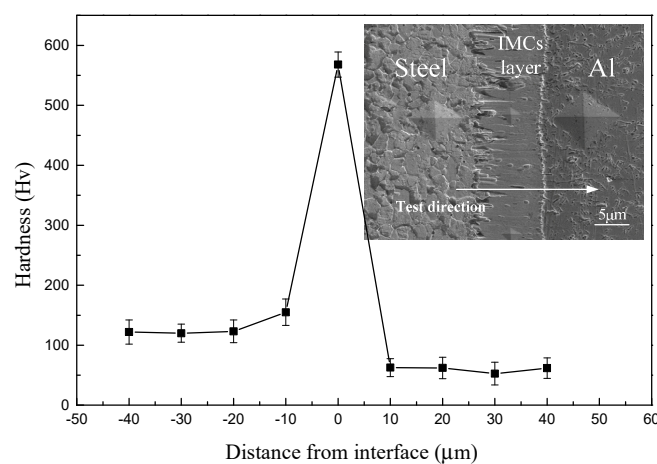 600
500
400
300
200
100
0
Hardness (Hv)
-50 -40 -30 -20 -10 0 10 20 30 40 50 60
Distance from interface (μm)
IMCs
layer
Steel
Al
Test direction
5μm